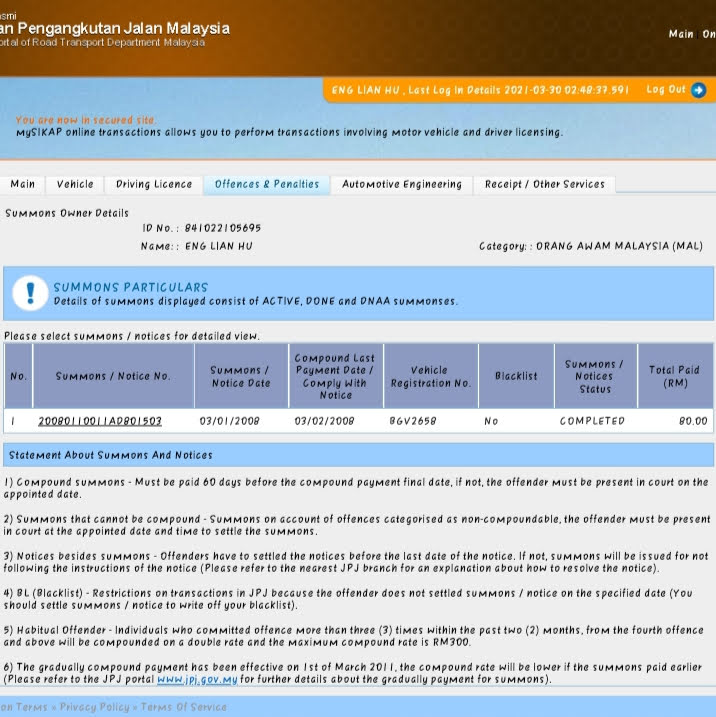 an Pengangkutan Jalan Malaysia
ortal of Road Transport Department Malaysia
Main On
ENG LIAN HU , Last Log In Details 2021-03-30 02:48:37.591 Log Out
You are now in secured site.
mySIKAP online transactions allows you to perform transactions involving motor vehicle and driver licensing.
Main Vehicle Driving Licence Offences & Penalties Automotive Engineering Receipt / Other Services
Summons Owner Details
ID No. : 841022105695
Name: : ENG LIAN HU Category: : ORANG AWAM MALAYSIA (MAL)
SUMMONS PARTICULARS
Details of summons displayed consist of ACTIVE, DONE and DNAA summonses.
Please select summons / notices for detailed view.
No. Summons / Notice No. Summons / Notice Date Compound Last Payment Date / Comply With Notice Vehicle Registration No. Blacklist Summons / Notices Status Total Paid (RM)
1 20080110011AD801503 03/01/2008 03/02/2008 BGV2658 No COMPLETED 80.00
Statement About Summons And Notices
1) Compound summons - Must be paid 60 days before the compound payment final date, if not, the offender must be present in court on the
appointed date.
2) Summons that cannot be compound - Summons on account of offences categorised as non-compoundable, the offender must be present
in court at the appointed date and time to settle the summons.
3) Notices besides summons - Offenders have to settled the notices before the last date of the notice. If not, summons will be issued for not
following the instructions of the notice (Please refer to the nearest JPJ branch for an explanation about how to resolve the notice).
4) BL (Blacklist) - Restrictions on transactions in JPJ because the offender does not settled summons / notice on the specified date (You
should settle summons / notice to write off your blacklist).
5) Habitual Offender - Individuals who committed offence more than three (3) times within the past two (2) months, from the fourth offence
and above will be compounded on a double rate and the maximum compound rate is RM300.
6) The gradually compound payment has been effective on 1st of March 2011, the compound rate will be lower if the summons paid earlier
(Please refer to the JPJ portal www.jpj.gov.my for further details about the gradually payment for summons).
on Terms » Privacy Policy » Terms Of Service